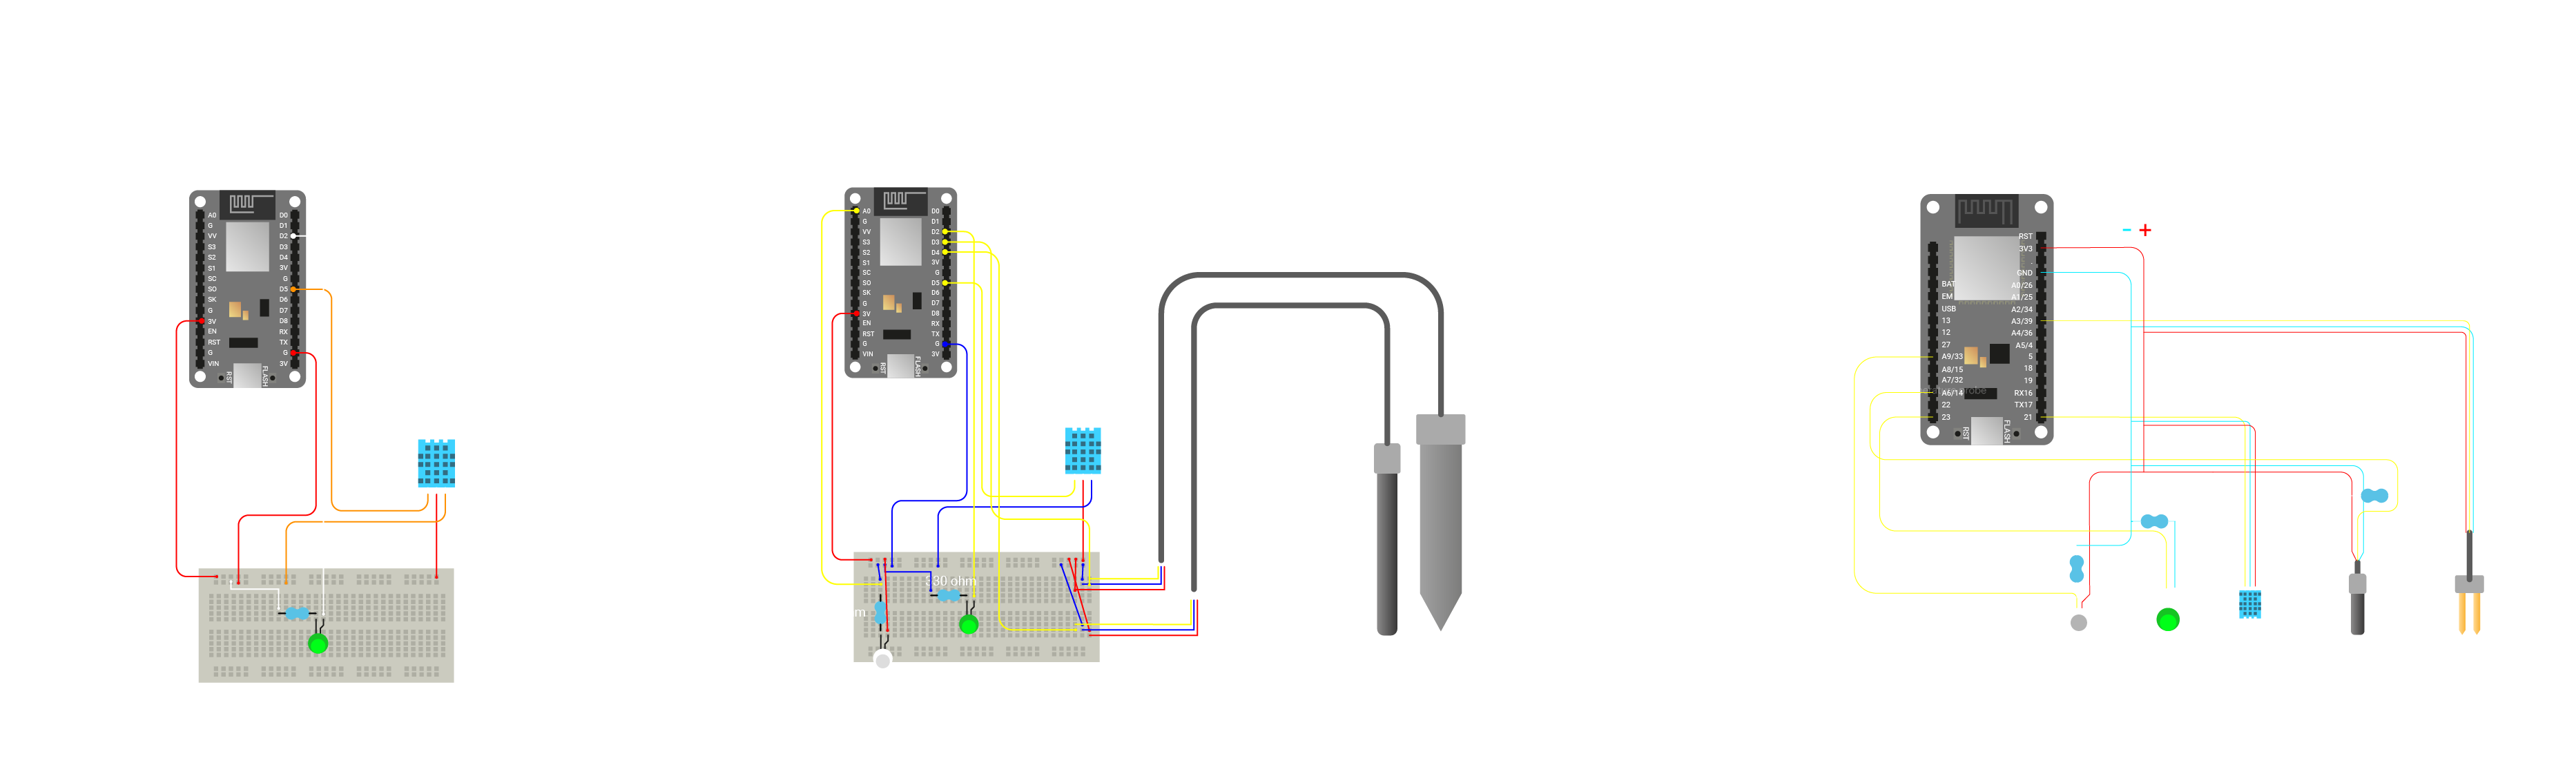 A0
G
VV
S3
S2
S1
SC
SO
SK
G
3V
EN
RST
G
VIN
D0
D1
D2
D3
D4
3V
G
D5
D6
D7
D8
RX
TX
G
3V
RST
FLASH
A0
G
VV
S3
S2
S1
SC
SO
SK
G
3V
EN
RST
G
VIN
D0
D1
D2
D3
D4
3V
G
D5
D6
D7
D8
RX
TX
G
3V
RST
FLASH
330 ohm
m
- +
BAT
EM
USB
13
12
27
A9/33
A8/15
A7/32
A6/14
22
23
RST
3V3
.
GND
A0/26
A1/25
A2/34
A3/39
A4/36
A5/4
5
18
19
RX16
TX17
21
RST
FLASH